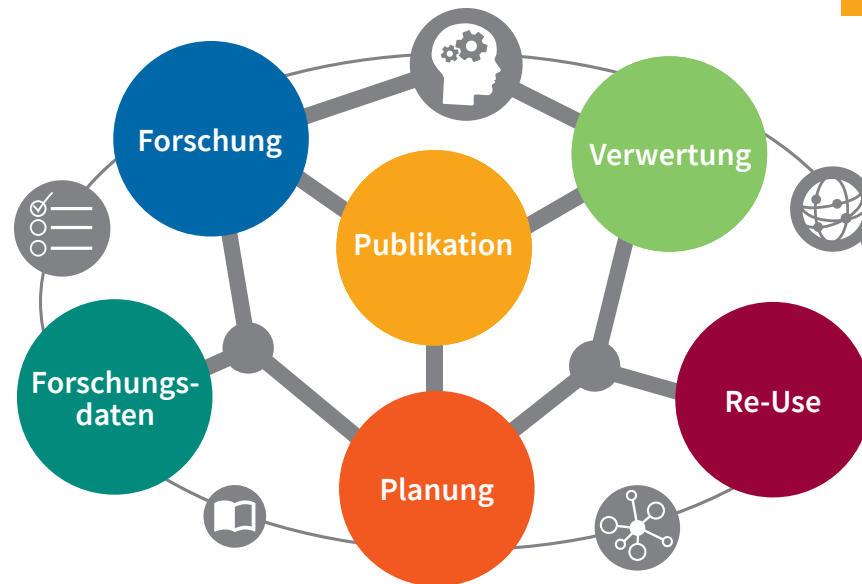 Forschung
Verwertung
Publikation
Forschungs-
daten
Re-Use
Planung